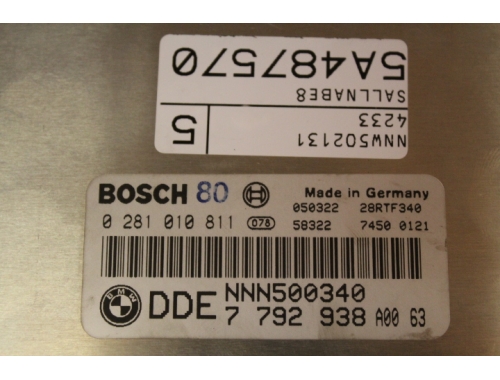 5A487570
SALLNABE8
4233
NNW502131
5
BOSCH 80
Made in Germany
0 281 010 811 078
050322 28RTF340
58322 7450 0121
BMW
DDE NNN500340
7 792 938 A00 63